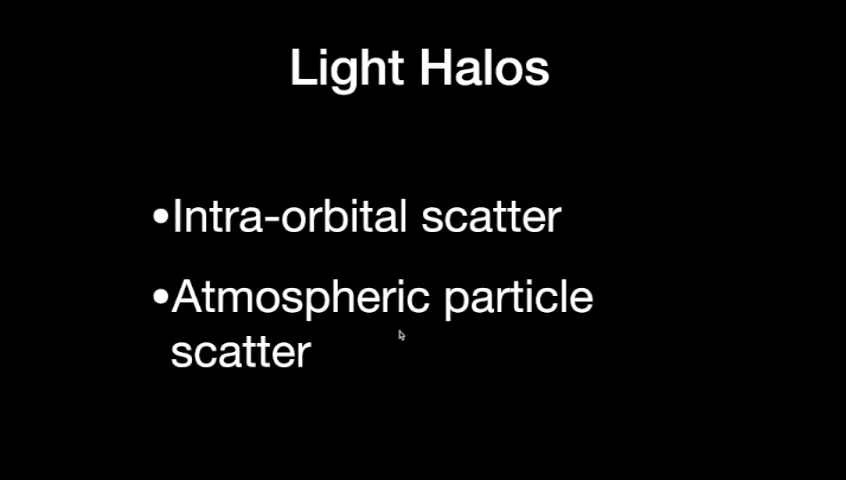 Light Halos
•Intra-orbital scatter
•Atmospheric particle
scatter